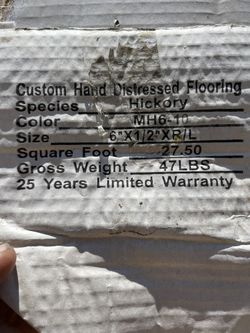 Custom Hand Distressed Flooring
Species Hickory
Color MH6-10
Size 6"X1/2"XR/L
Square Foot 27.50
Gross Weight 47LBS
25 Years Limited Warranty